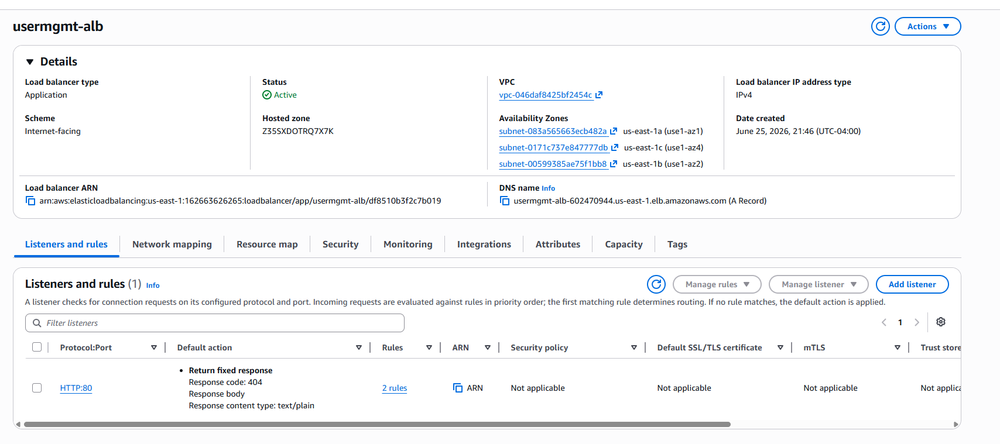 usermgmt-alb
Actions
Details
Load balancer type
Application
Status
Active
VPC
vpc-046daf8425bf2454c
Load balancer IP address type
IPv4
Scheme
Internet-facing
Hosted zone
Z35SXDOTRQ7X7K
Availability Zones
subnet-083a565663ecb482a us-east-1a (use1-az1)
subnet-0171c737e847777db us-east-1c (use1-az4)
subnet-00599385ae75f1bb8 us-east-1b (use1-az2)
Date created
June 25, 2026, 21:46 (UTC-04:00)
Load balancer ARN
arn:aws:elasticloadbalancing:us-east-1:162663626265:loadbalancer/app/usermgmt-alb/df8510b3f2c7b019
DNS name Info
usermgmt-alb-602470944.us-east-1.elb.amazonaws.com (A Record)
Listeners and rules Network mapping Resource map Security Monitoring Integrations Attributes Capacity Tags
Listeners and rules (1) Info
Manage rules Manage listener Add listener
A listener checks for connection requests on its configured protocol and port. Incoming requests are evaluated against rules in priority order; the first matching rule determines routing. If no rule matches, the default action is applied.
Filter listeners
1
Protocol:Port Default action Rules ARN Security policy Default SSL/TLS certificate mTLS Trust store
HTTP:80
• Return fixed response
Response code: 404
Response body
Response content type: text/plain
2 rules
ARN
Not applicable
Not applicable
Not applicable
Not applica